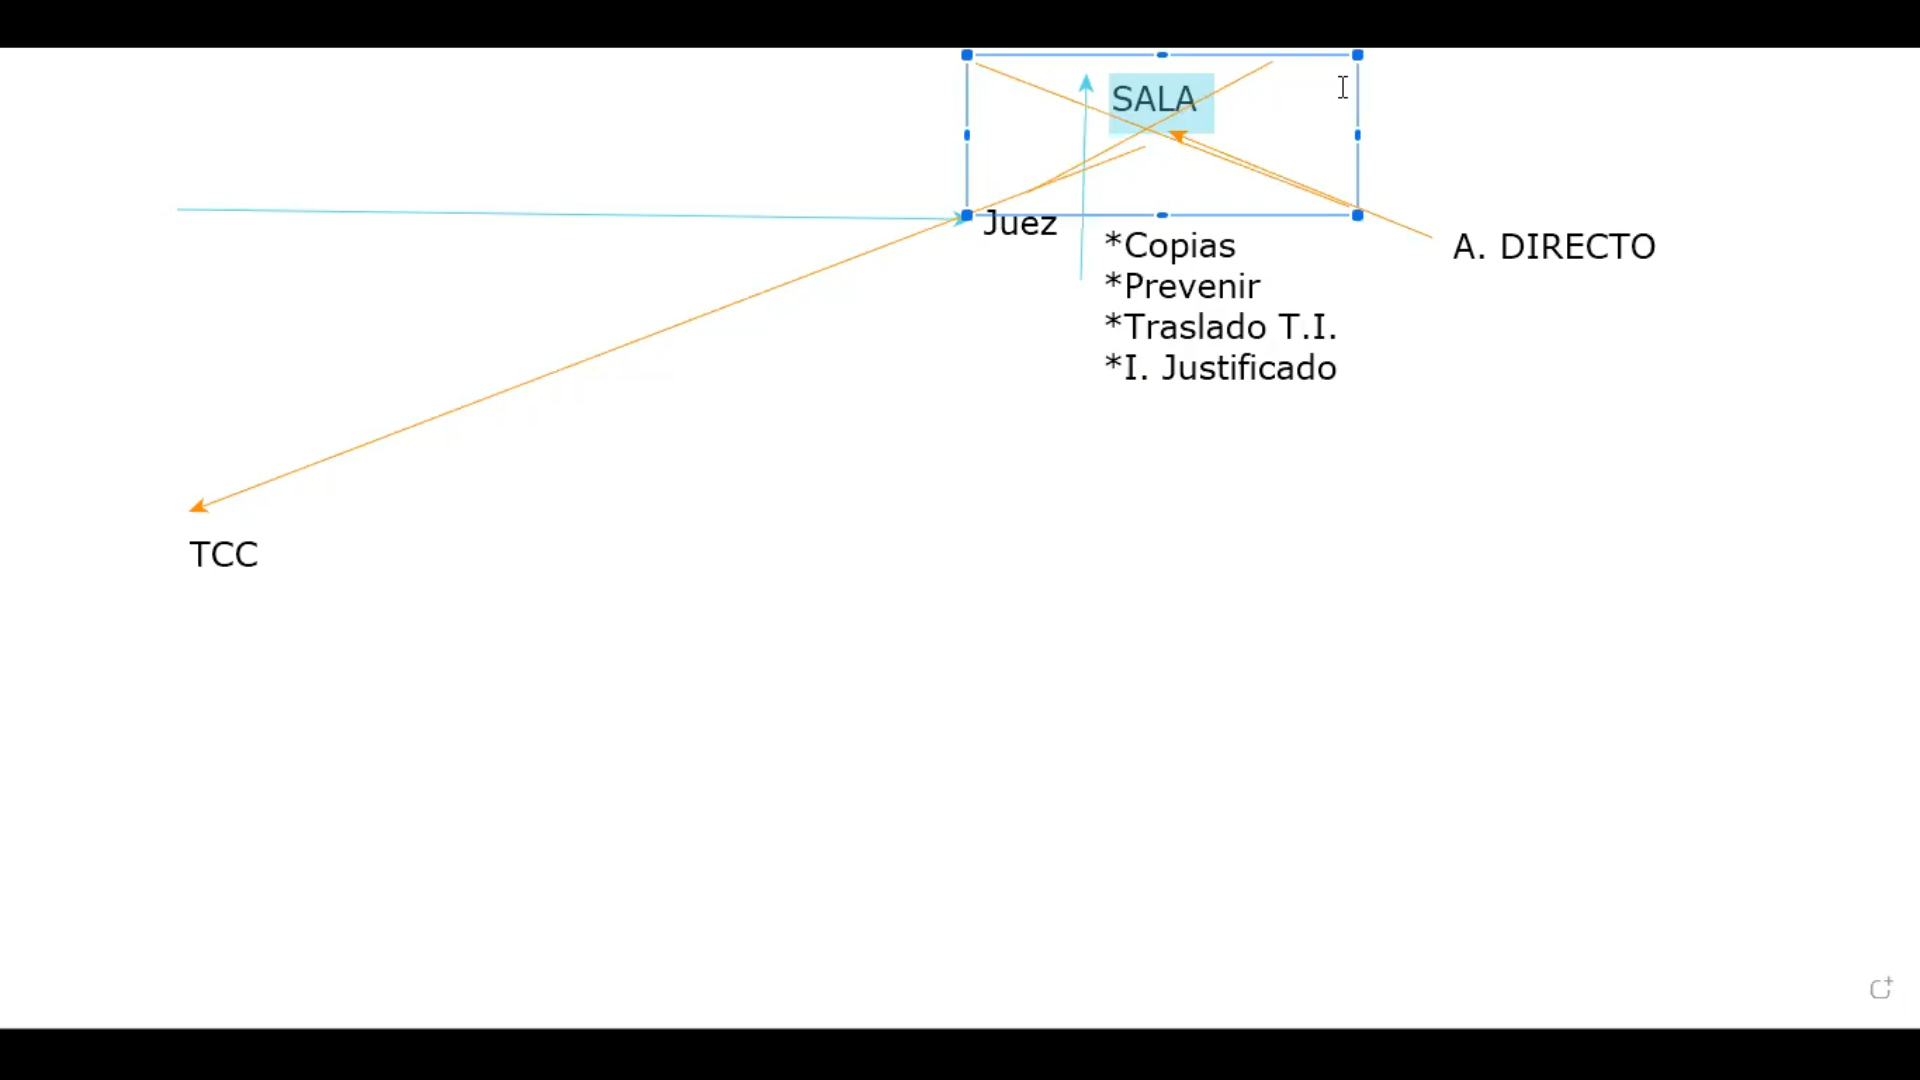 SALA
Juez
*Copias
*Prevenir
*Traslado T.I.
*I. Justificado
A. DIRECTO
TCC